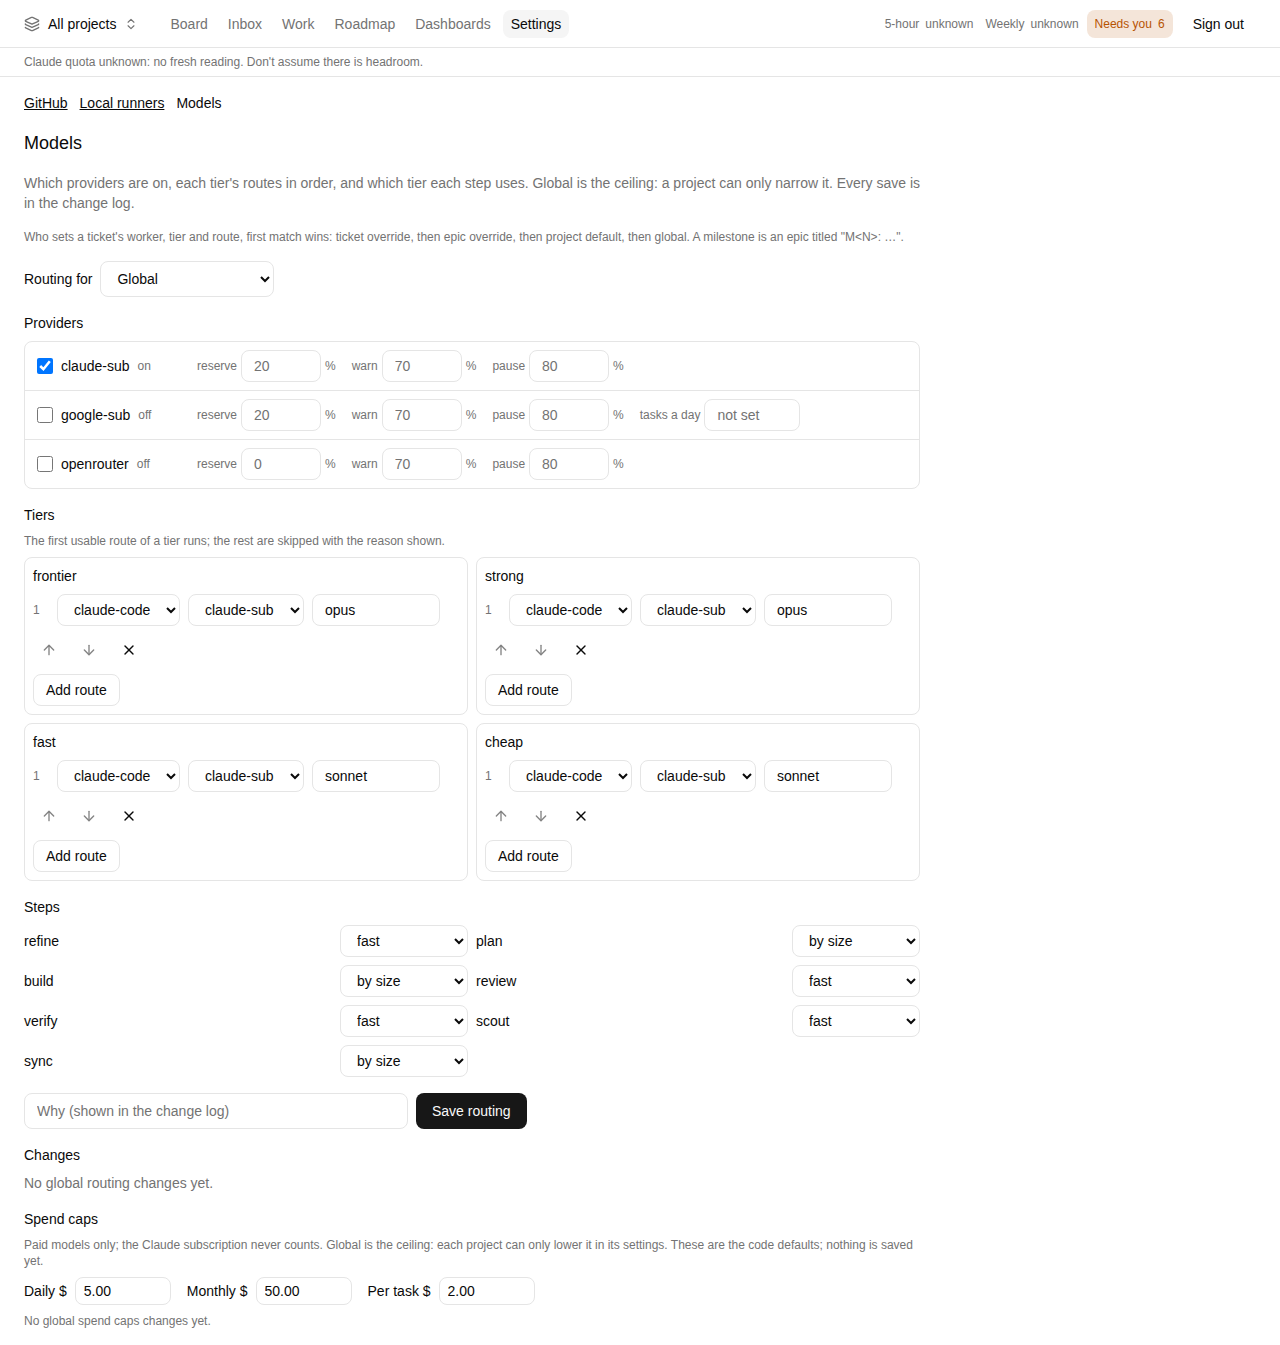 All projects Board Inbox Work Roadmap Dashboards Settings 5-hour unknown Weekly unknown Needs you 6 Sign out
Claude quota unknown: no fresh reading. Don't assume there is headroom.
GitHub Local runners Models
Models
Which providers are on, each tier's routes in order, and which tier each step uses. Global is the ceiling: a project can only narrow it. Every save is
in the change log.
Who sets a ticket's worker, tier and route, first match wins: ticket override, then epic override, then project default, then global. A milestone is an epic titled "M<N>: …".
Routing for Global
Providers
claude-sub on reserve 20 % warn 70 % pause 80 %
google-sub off reserve 20 % warn 70 % pause 80 % tasks a day not set
openrouter off reserve 0 % warn 70 % pause 80 %
Tiers
The first usable route of a tier runs; the rest are skipped with the reason shown.
frontier
1 claude-code claude-sub opus
Add route
strong
1 claude-code claude-sub opus
Add route
fast
1 claude-code claude-sub sonnet
Add route
cheap
1 claude-code claude-sub sonnet
Add route
Steps
refine fast plan by size
build by size review fast
verify fast scout fast
sync by size
Why (shown in the change log) Save routing
Changes
No global routing changes yet.
Spend caps
Paid models only; the Claude subscription never counts. Global is the ceiling: each project can only lower it in its settings. These are the code defaults; nothing is saved
yet.
Daily $ 5.00 Monthly $ 50.00 Per task $ 2.00
No global spend caps changes yet.